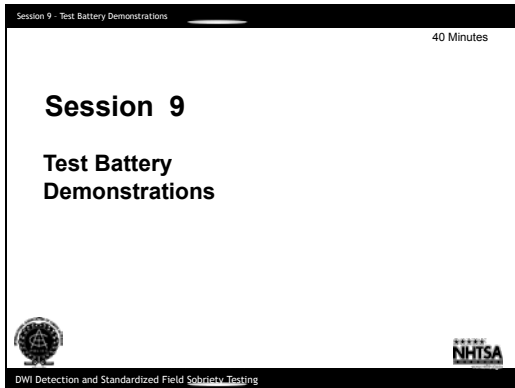 Session 9 - Test Battery Demonstrations
40 Minutes
Session 9
Test Battery
Demonstrations
NHTSA
DWI Detection and Standardized Field Sobriety Testing